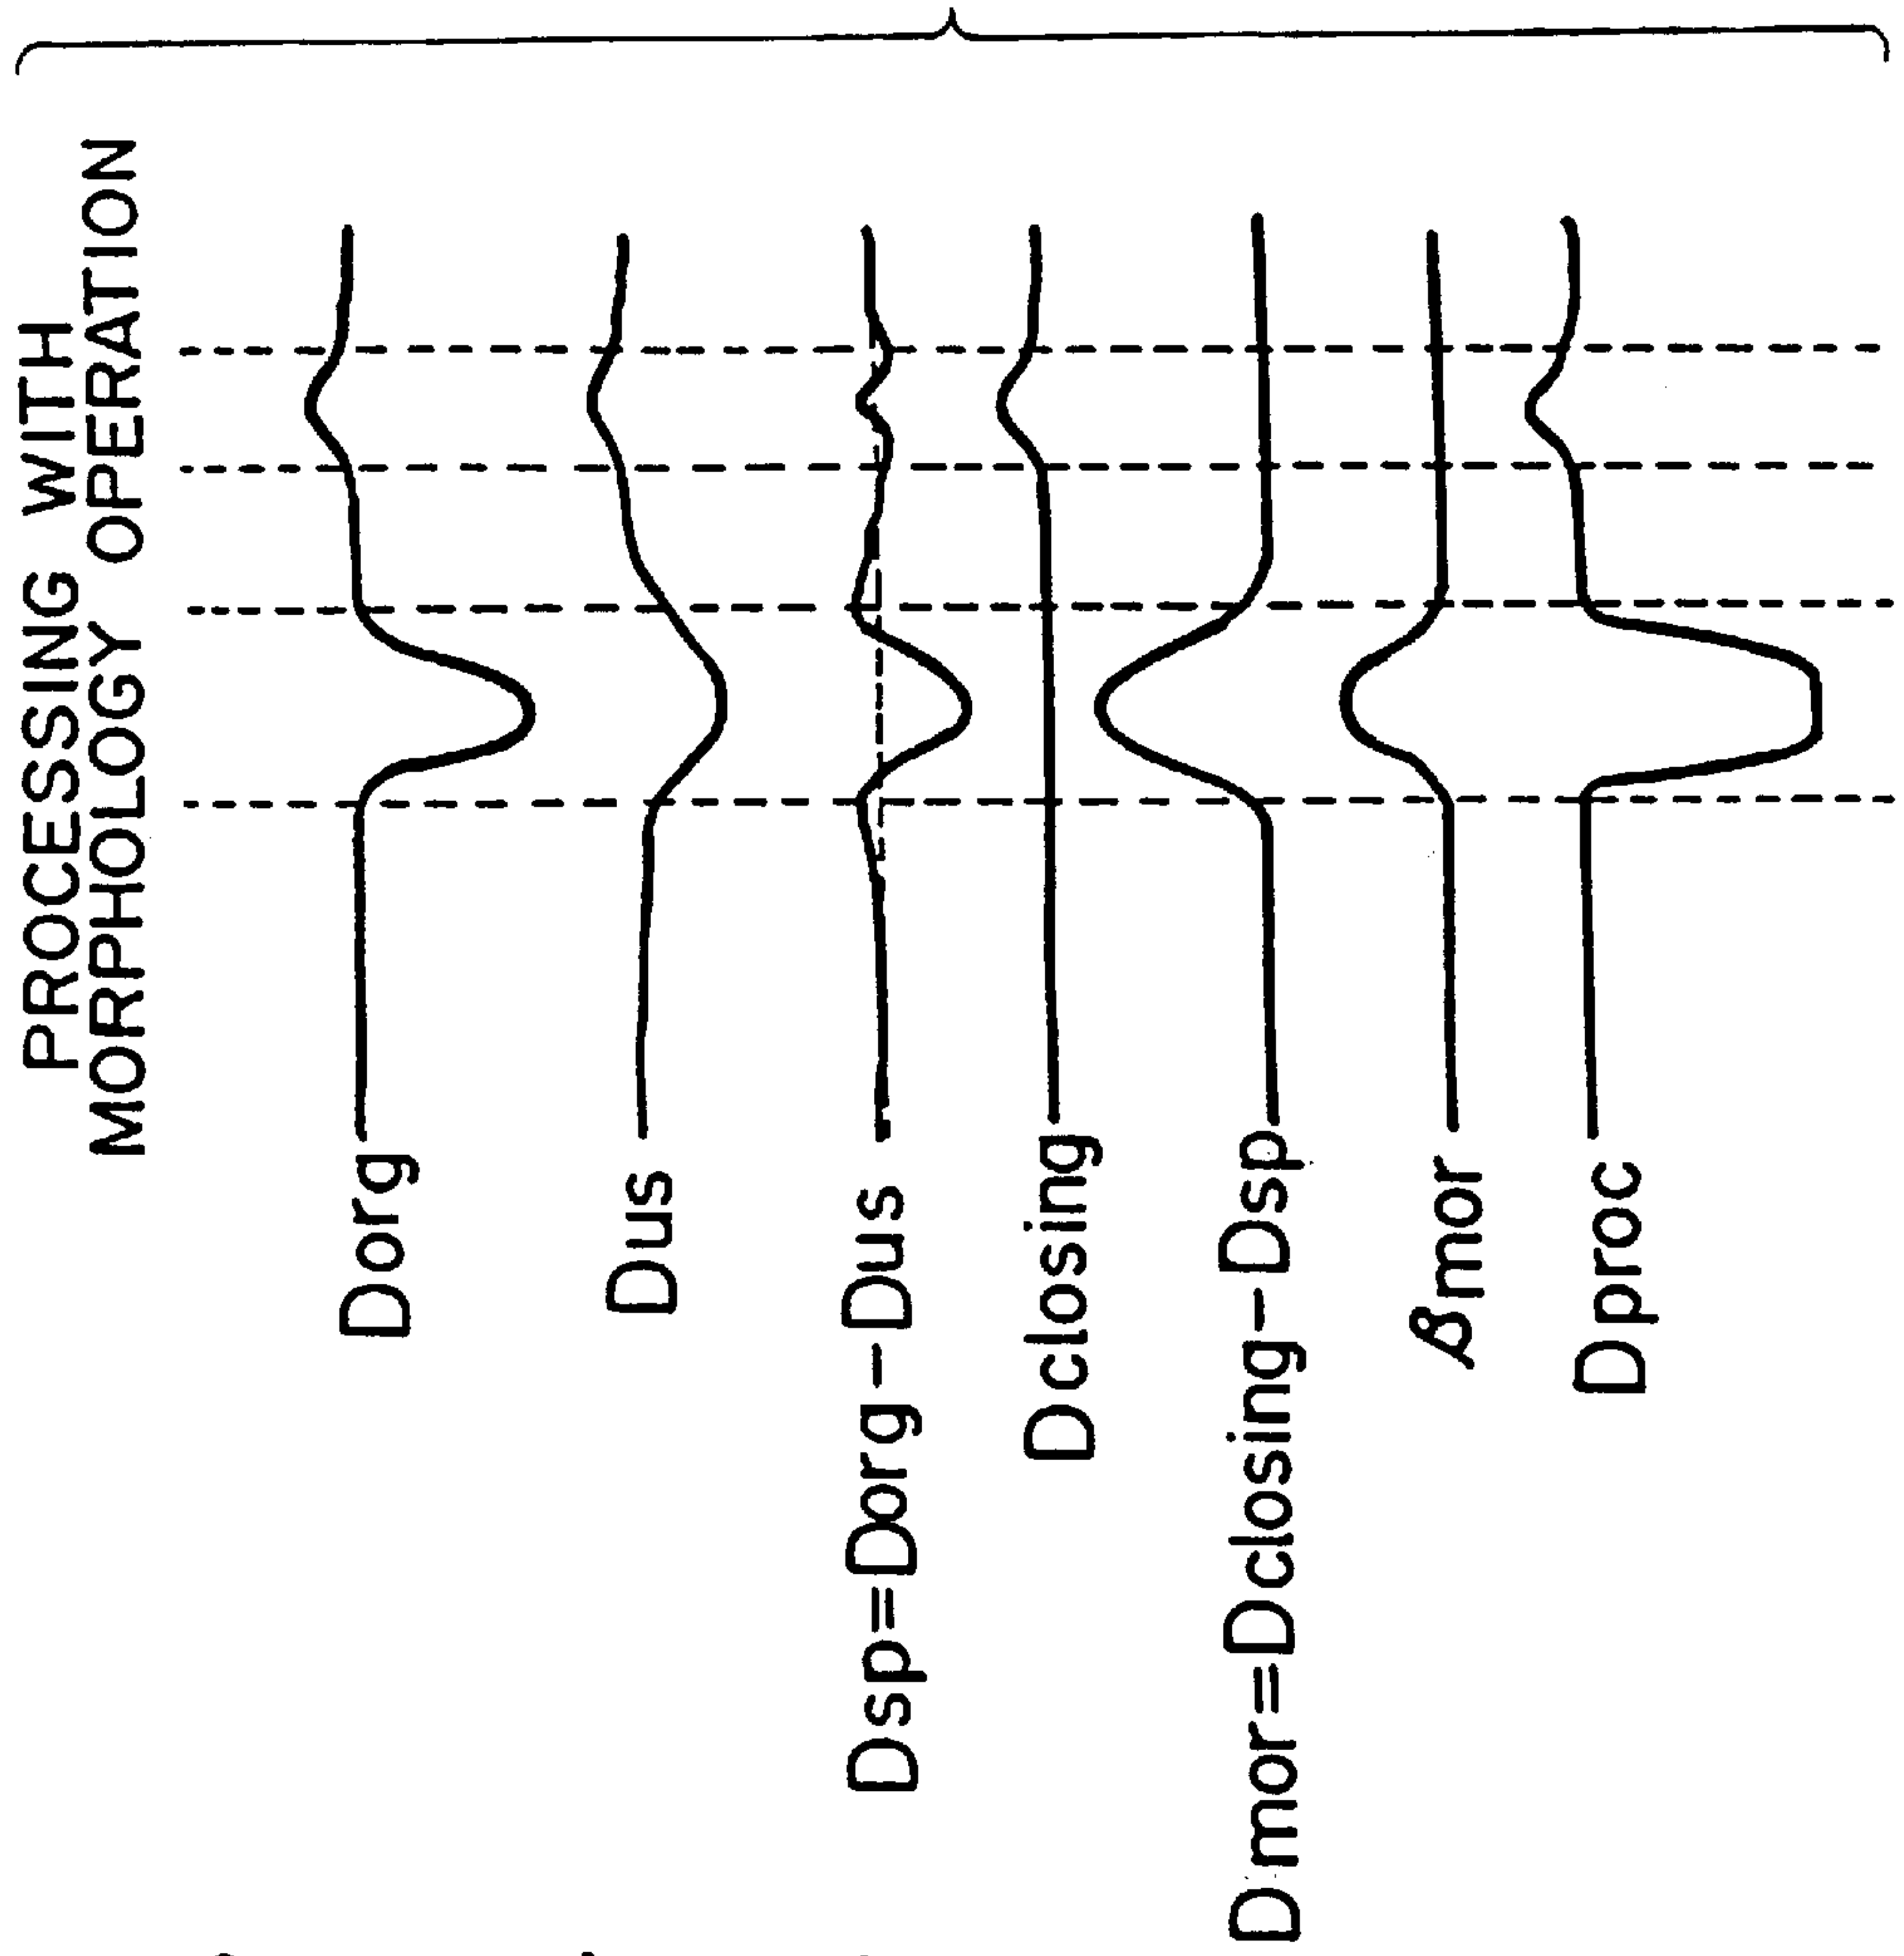 PROCESSING WITH
MORPHOLOGY OPERATION
Dorg
Dus
Dsp=Dorg-Dus
Dclosing
Dmor=Dclosing-Dsp
βmor
Dproc